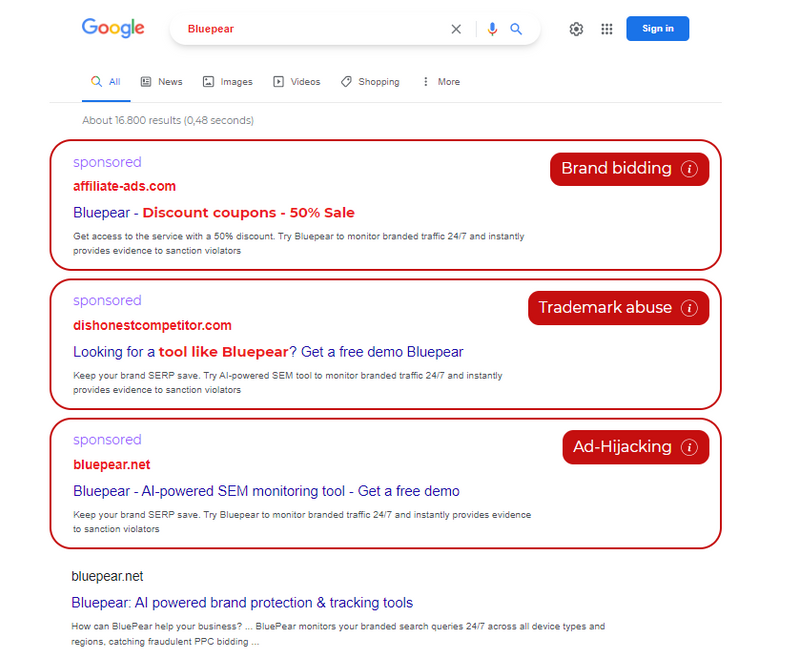 Google
Bluepear
Sign in
All News Images Videos Shopping More
About 16.800 results (0,48 seconds)
sponsored
Brand bidding i
affiliate-ads.com
Bluepear - Discount coupons - 50% Sale
Get access to the service with a 50% discount. Try Bluepear to monitor branded traffic 24/7 and instantly
provides evidence to sanction violators
sponsored
Trademark abuse i
dishonestcompetitor.com
Looking for a tool like Bluepear? Get a free demo Bluepear
Keep your brand SERP save. Try AI-powered SEM tool to monitor branded traffic 24/7 and instantly
provides evidence to sanction violators
sponsored
Ad-Hijacking i
bluepear.net
Bluepear - AI-powered SEM monitoring tool - Get a free demo
Keep your brand SERP save. Try Bluepear to monitor branded traffic 24/7 and instantly provides evidence
to sanction violators
bluepear.net
Bluepear: AI powered brand protection & tracking tools
How can BluePear help your business? ... BluePear monitors your branded search queries 24/7 across all device types and
regions, catching fraudulent PPC bidding ...